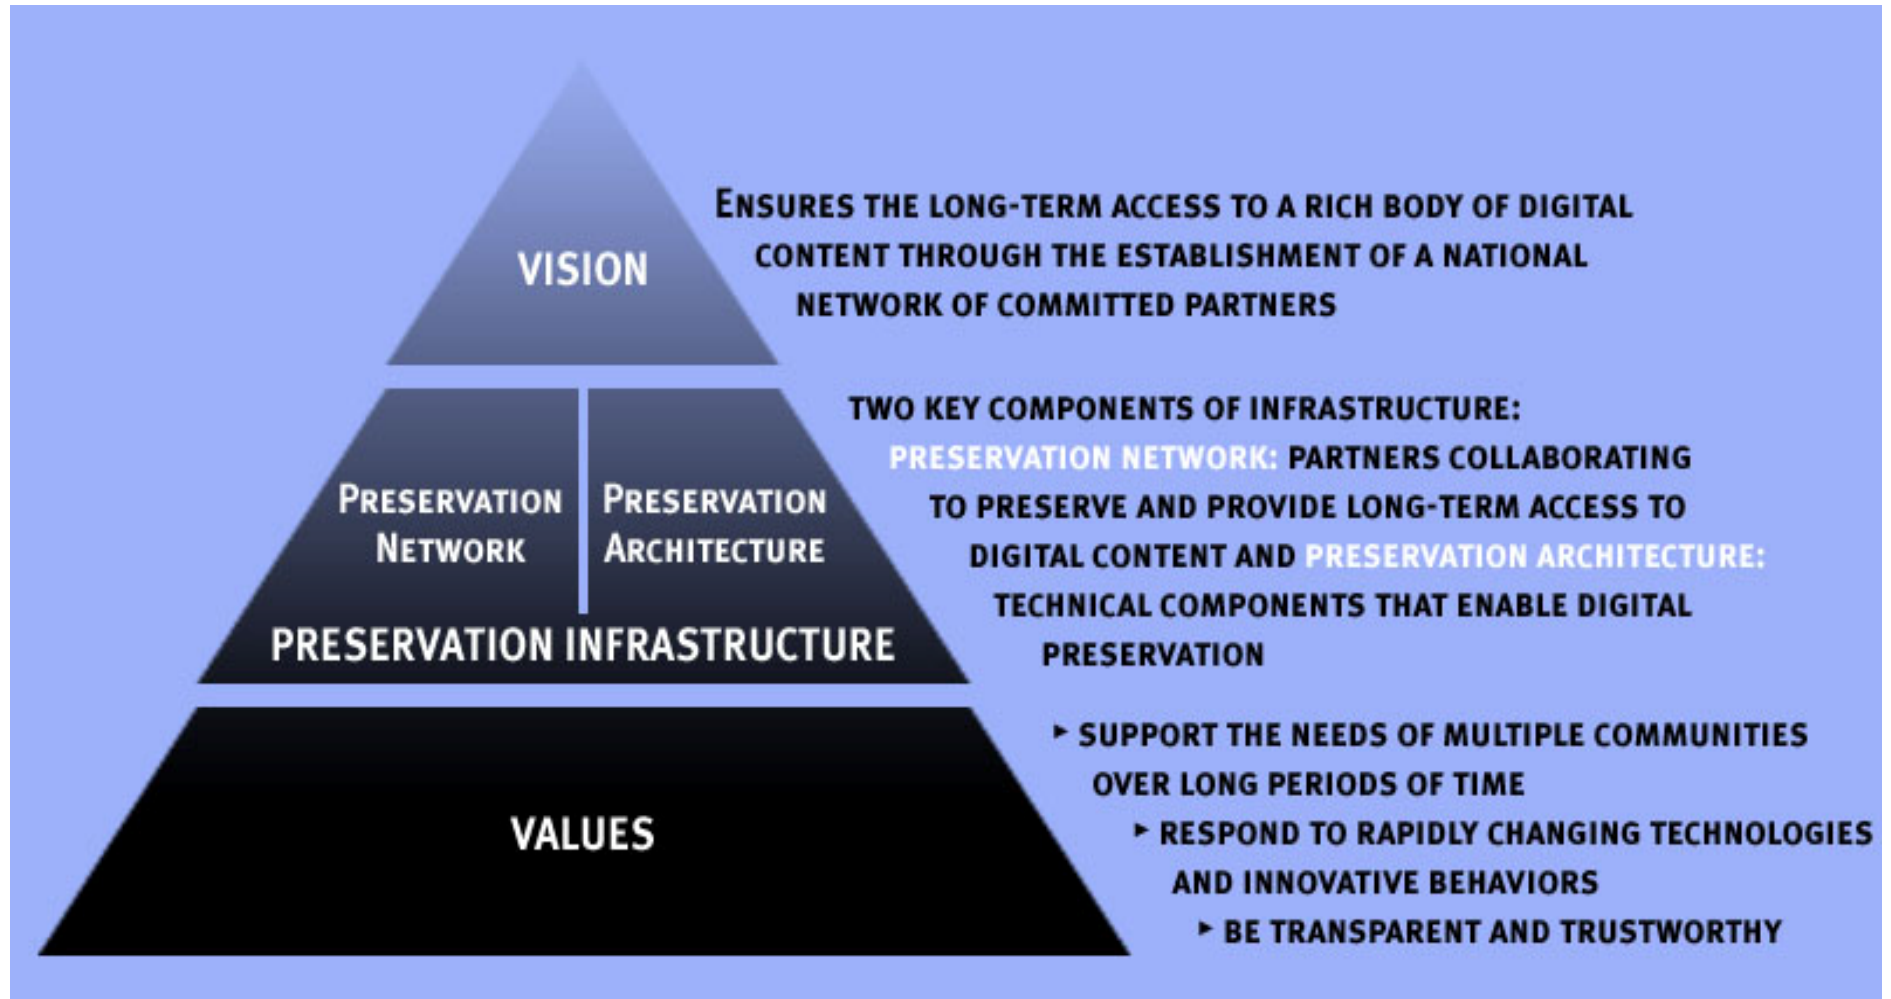 VISION
ENSURES THE LONG-TERM ACCESS TO A RICH BODY OF DIGITAL
CONTENT THROUGH THE ESTABLISHMENT OF A NATIONAL
NETWORK OF COMMITTED PARTNERS
PRESERVATION
NETWORK
PRESERVATION
ARCHITECTURE
PRESERVATION INFRASTRUCTURE
TWO KEY COMPONENTS OF INFRASTRUCTURE:
PRESERVATION NETWORK: PARTNERS COLLABORATING
TO PRESERVE AND PROVIDE LONG-TERM ACCESS TO
DIGITAL CONTENT AND PRESERVATION ARCHITECTURE:
TECHNICAL COMPONENTS THAT ENABLE DIGITAL
PRESERVATION
VALUES
▸ SUPPORT THE NEEDS OF MULTIPLE COMMUNITIES
OVER LONG PERIODS OF TIME
▸ RESPOND TO RAPIDLY CHANGING TECHNOLOGIES
AND INNOVATIVE BEHAVIORS
▸ BE TRANSPARENT AND TRUSTWORTHY